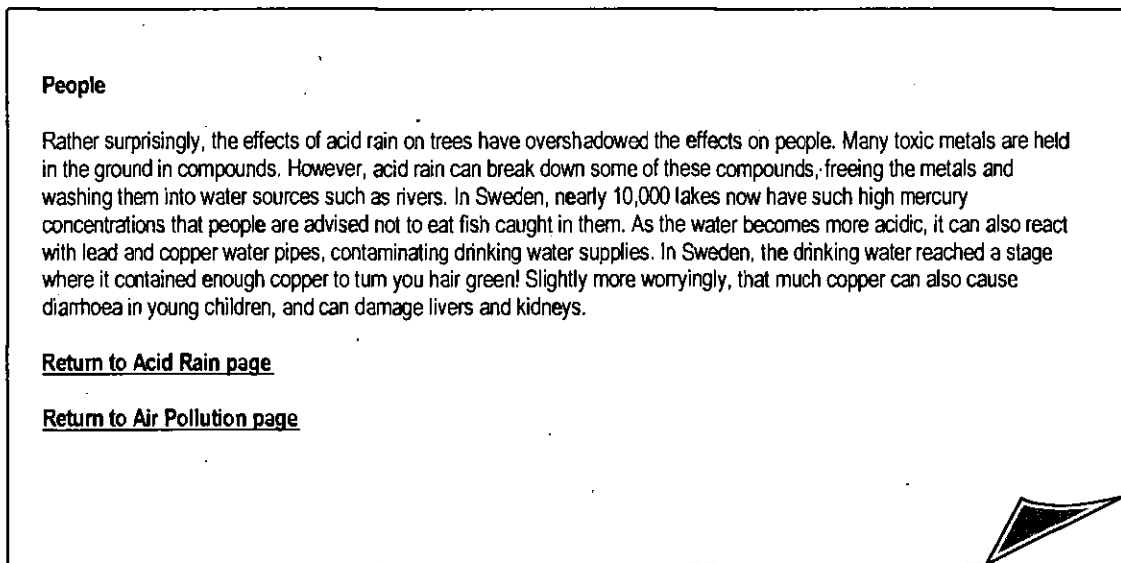 People
Rather surprisingly, the effects of acid rain on trees have overshadowed the effects on people. Many toxic metals are held
in the ground in compounds. However, acid rain can break down some of these compounds, freeing the metals and
washing them into water sources such as rivers. In Sweden, nearly 10,000 lakes now have such high mercury
concentrations that people are advised not to eat fish caught in them. As the water becomes more acidic, it can also react
with lead and copper water pipes, contaminating drinking water supplies. In Sweden, the drinking water reached a stage
where it contained enough copper to turn you hair green! Slightly more worryingly, that much copper can also cause
diarrhoea in young children, and can damage livers and kidneys.
Return to Acid Rain page
Return to Air Pollution page